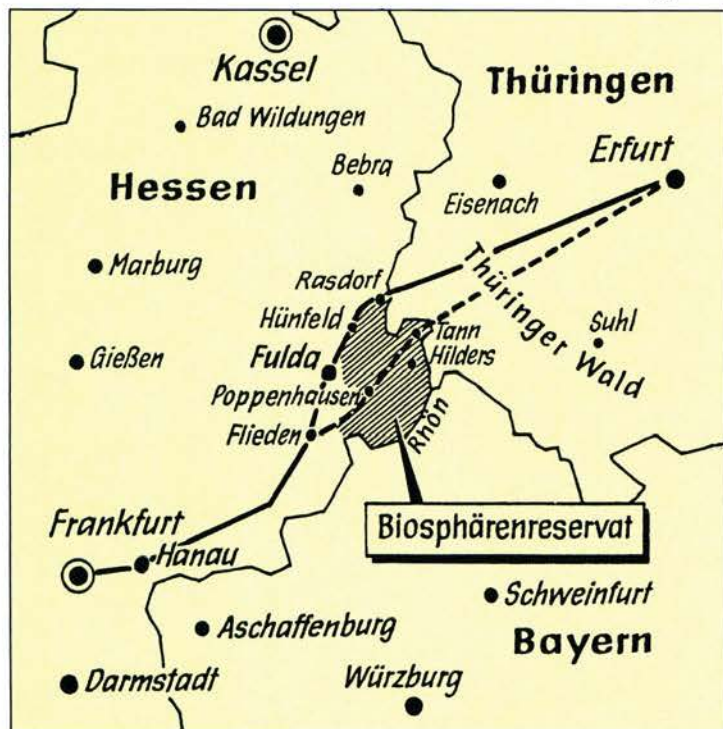 Kassel
Thüringen
Bad Wildungen
Erfurt
Bebra
Hessen
Eisenach
Marburg
Rasdorf
Thüringer Wald
Hünfeld
Tann
Suhl
Gießen
Fulda
Hilders
Poppenhausen
Flieden
Rhön
Frankfurt
Biosphärenreservat
Hanau
Schweinfurt
Aschaffenburg
Bayern
Darmstadt
Würzburg